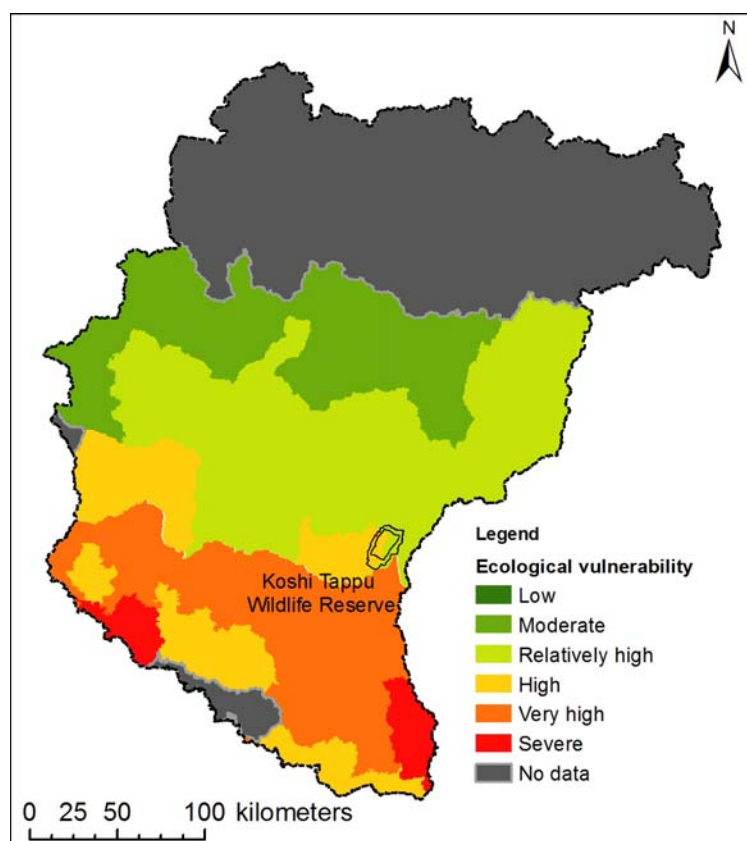 N
Koshi Tappu
Wildlife Reserve
Legend
Ecological vulnerability
Low
Moderate
Relatively high
High
Very high
Severe
No data
0 25 50 100 kilometers